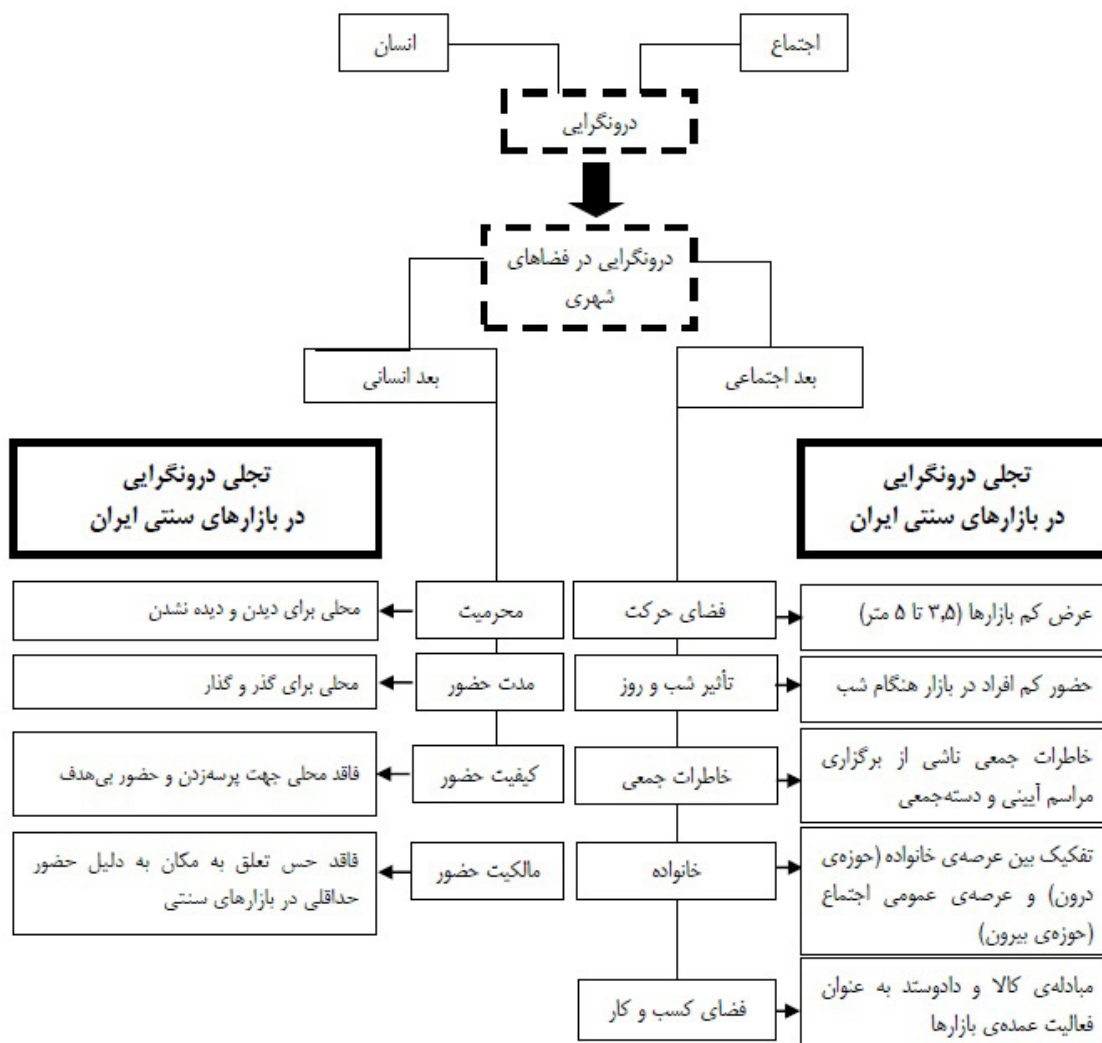 اجتماع
انسان
درونگرایی
درونگرایی در فضاهای
شهری
بعد اجتماعی
بعد انسانی
تجلی درونگرایی
در بازارهای سنتی ایران
تجلی درونگرایی
در بازارهای سنتی ایران
عرض کم بازارها (۳٫۵ تا ۵ متر)
فضای حرکت
محرمیت
محلی برای دیدن و دیده نشدن
حضور کم افراد در بازار هنگام شب
تأثیر شب و روز
مدت حضور
محلی برای گذر و گذار
خاطرات جمعی ناشی از برگزاری
مراسم آیینی و دسته‌جمعی
خاطرات جمعی
کیفیت حضور
فاقد محلی جهت پرسه‌زدن و حضور بی‌هدف
تفکیک بین عرصه‌ی خانواده (حوزه‌ی
درون) و عرصه‌ی عمومی اجتماع
(حوزه‌ی بیرون)
خانواده
مالکیت حضور
فاقد حس تعلق به مکان به دلیل حضور
حداقلی در بازارهای سنتی
مبادله‌ی کالا و دادوستد به عنوان
فعالیت عمده‌ی بازارها
فضای کسب و کار